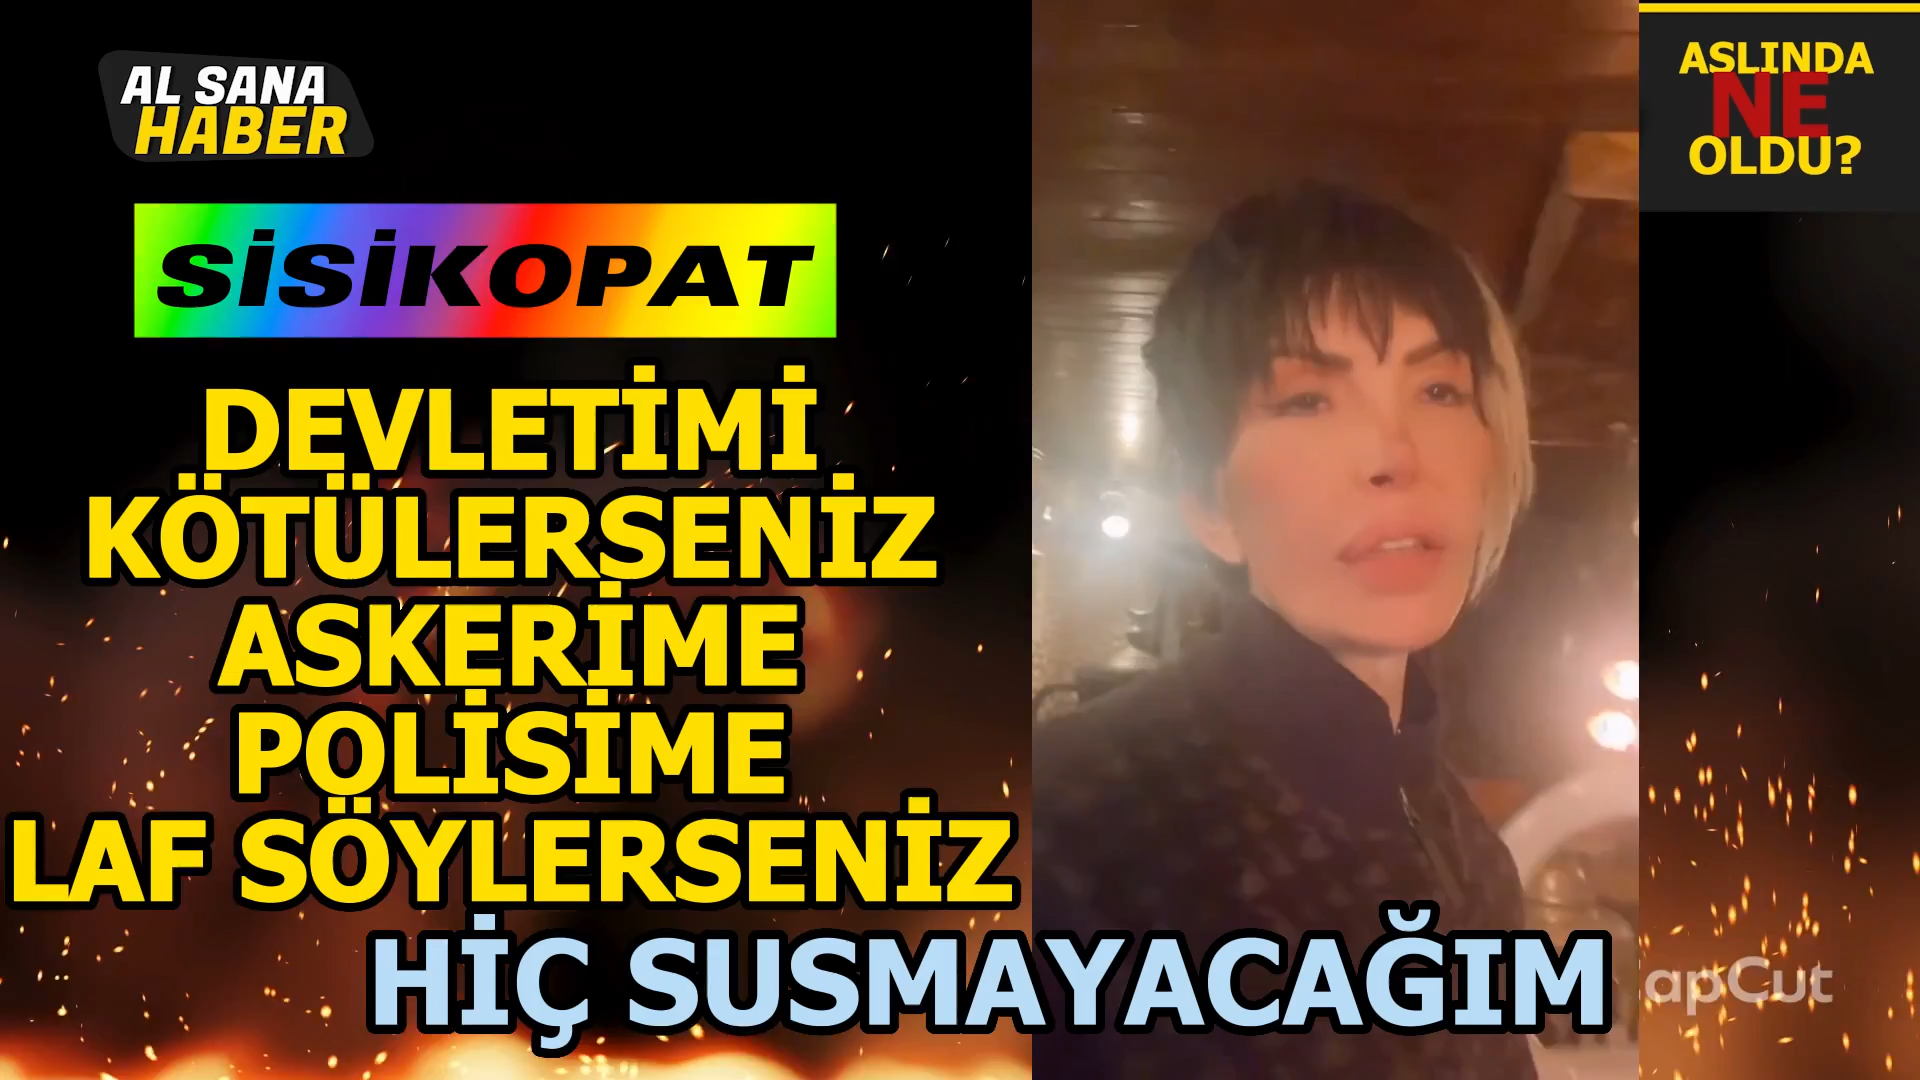 AL SANA
HABER
ASLINDA
NE
OLDU?
SİSİKOPAT
DEVLETİMİ
KÖTÜLERSENİZ
ASKERİME
POLİSİME
LAF SÖYLERSENİZ
HİÇ SUSMAYACAĞIM
apCut